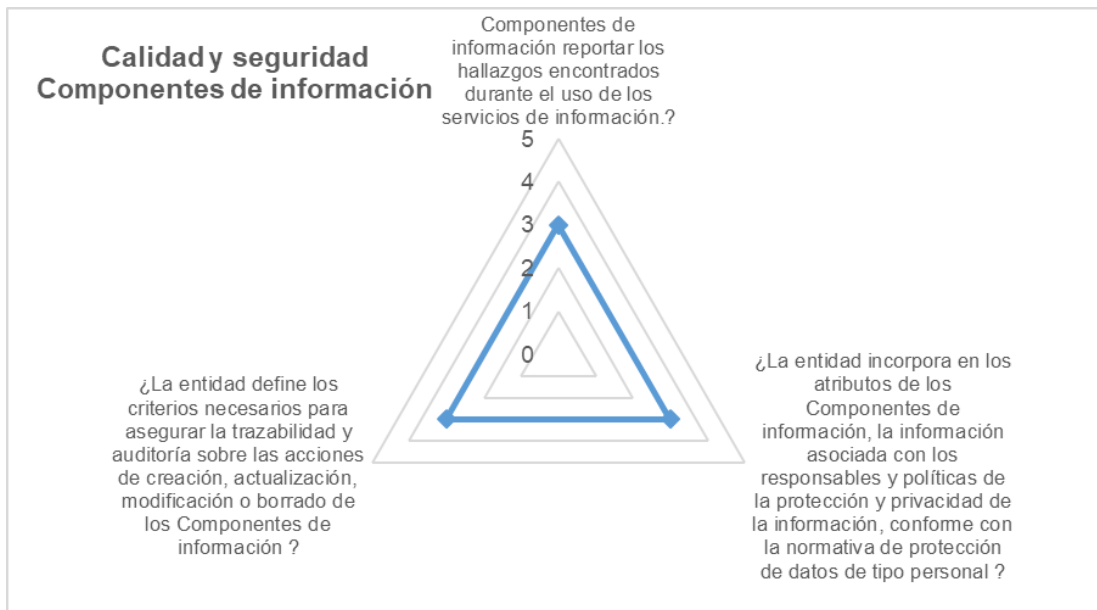 Calidad y seguridad
Componentes de información
Componentes de
información reportar los
hallazgos encontrados
durante el uso de los
servicios de información.?
5
4
3
2
1
0
¿La entidad incorpora en los
atributos de los
Componentes de
información, la información
asociada con los
responsables y políticas de
la protección y privacidad de
la información, conforme con
la normativa de protección
de datos de tipo personal ?
¿La entidad define los
criterios necesarios para
asegurar la trazabilidad y
auditoría sobre las acciones
de creación, actualización,
modificación o borrado de
los Componentes de
información ?